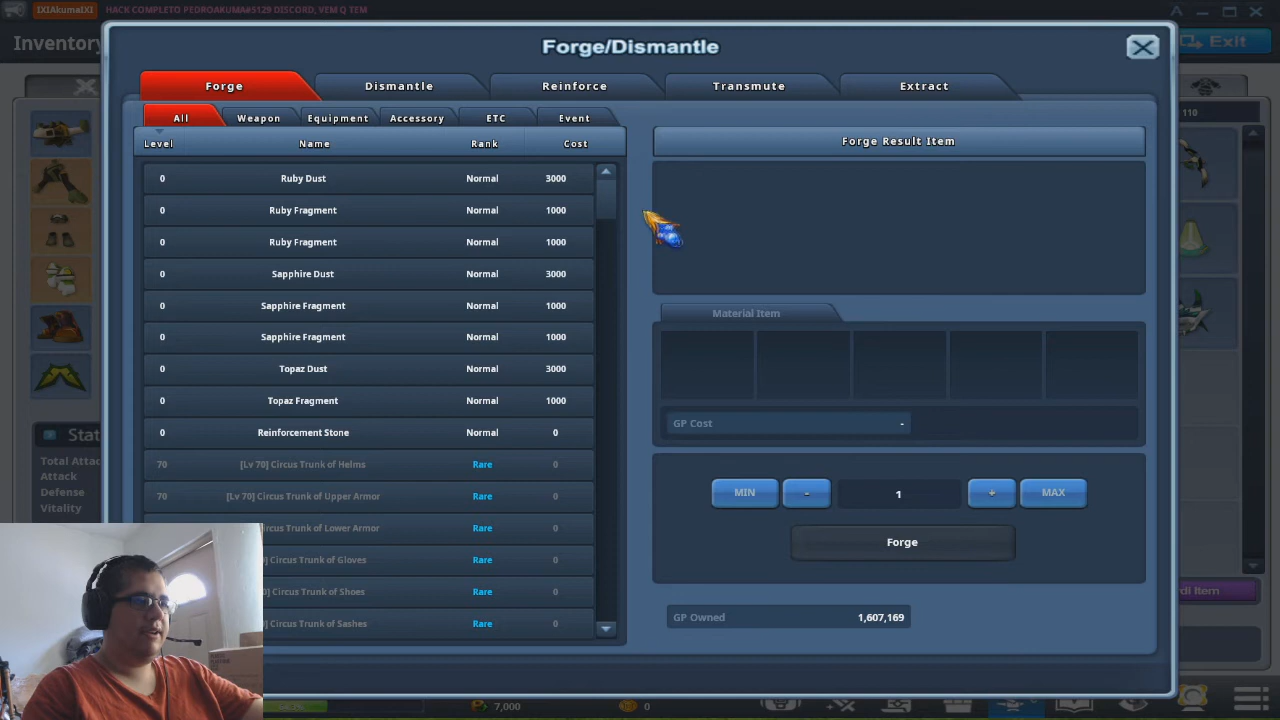 IXIAkumaIXI HACK COMPLETO PEDROAKUMA#5129 DISCORD, VEM Q TEM
Inventory
Exit
Forge/Dismantle
Forge Dismantle Reinforce Transmute Extract
All Weapon Equipment Accessory ETC Event
Level Name Rank Cost
0 Ruby Dust Normal 3000
0 Ruby Fragment Normal 1000
0 Ruby Fragment Normal 1000
0 Sapphire Dust Normal 3000
0 Sapphire Fragment Normal 1000
0 Sapphire Fragment Normal 1000
0 Topaz Dust Normal 3000
0 Topaz Fragment Normal 1000
0 Reinforcement Stone Normal 0
70 [Lv 70] Circus Trunk of Helms Rare 0
70 [Lv 70] Circus Trunk of Upper Armor Rare 0
Circus Trunk of Lower Armor Rare 0
Circus Trunk of Gloves Rare 0
Circus Trunk of Shoes Rare 0
Circus Trunk of Sashes Rare 0
Forge Result Item
Material Item
GP Cost -
MIN - 1 + MAX
Forge
GP Owned 1,607,169
110
Stat
Total Attac
Attack
Defense
Vitality
rdi Item
7,000 0